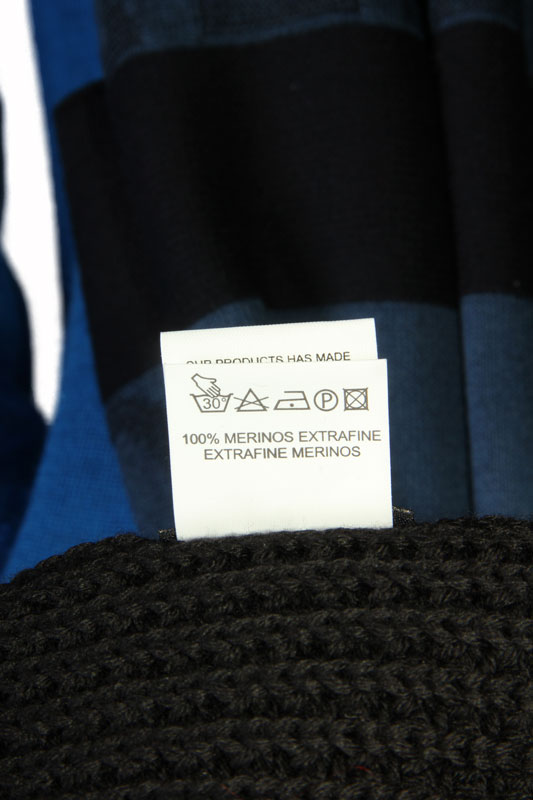 OUR PRODUCTS HAS MADE
30°
P
100% MERINOS EXTRAFINE
EXTRAFINE MERINOS